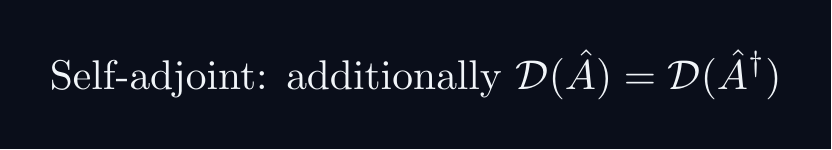 Self-adjoint: additionally 𝒟(Â) = 𝒟(Â†)